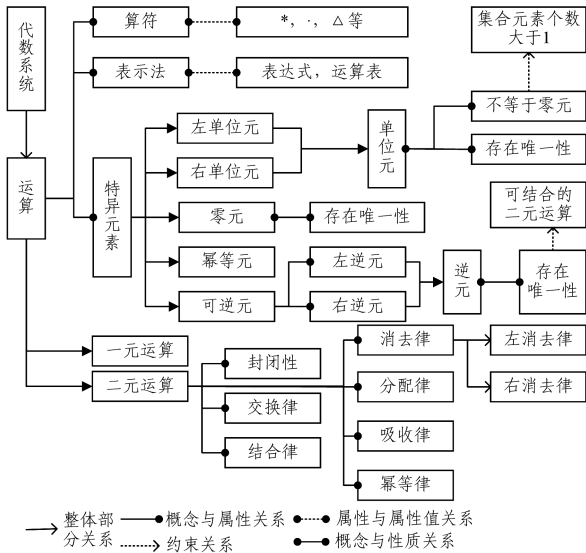 代数
系统
算符
*，·，△等
集合元素个数
大于1
表示法
表达式，运算表
左单位元
右单位元
单位元
不等于零元
存在唯一性
运算
特异元素
零元
存在唯一性
可结合的
二元运算
幂等元
可逆元
左逆元
右逆元
逆元
存在
唯一性
一元运算
二元运算
封闭性
交换律
结合律
消去律
左消去律
右消去律
分配律
吸收律
幂等律
整体部
分关系
概念与属性关系
属性与属性值关系
约束关系
概念与性质关系